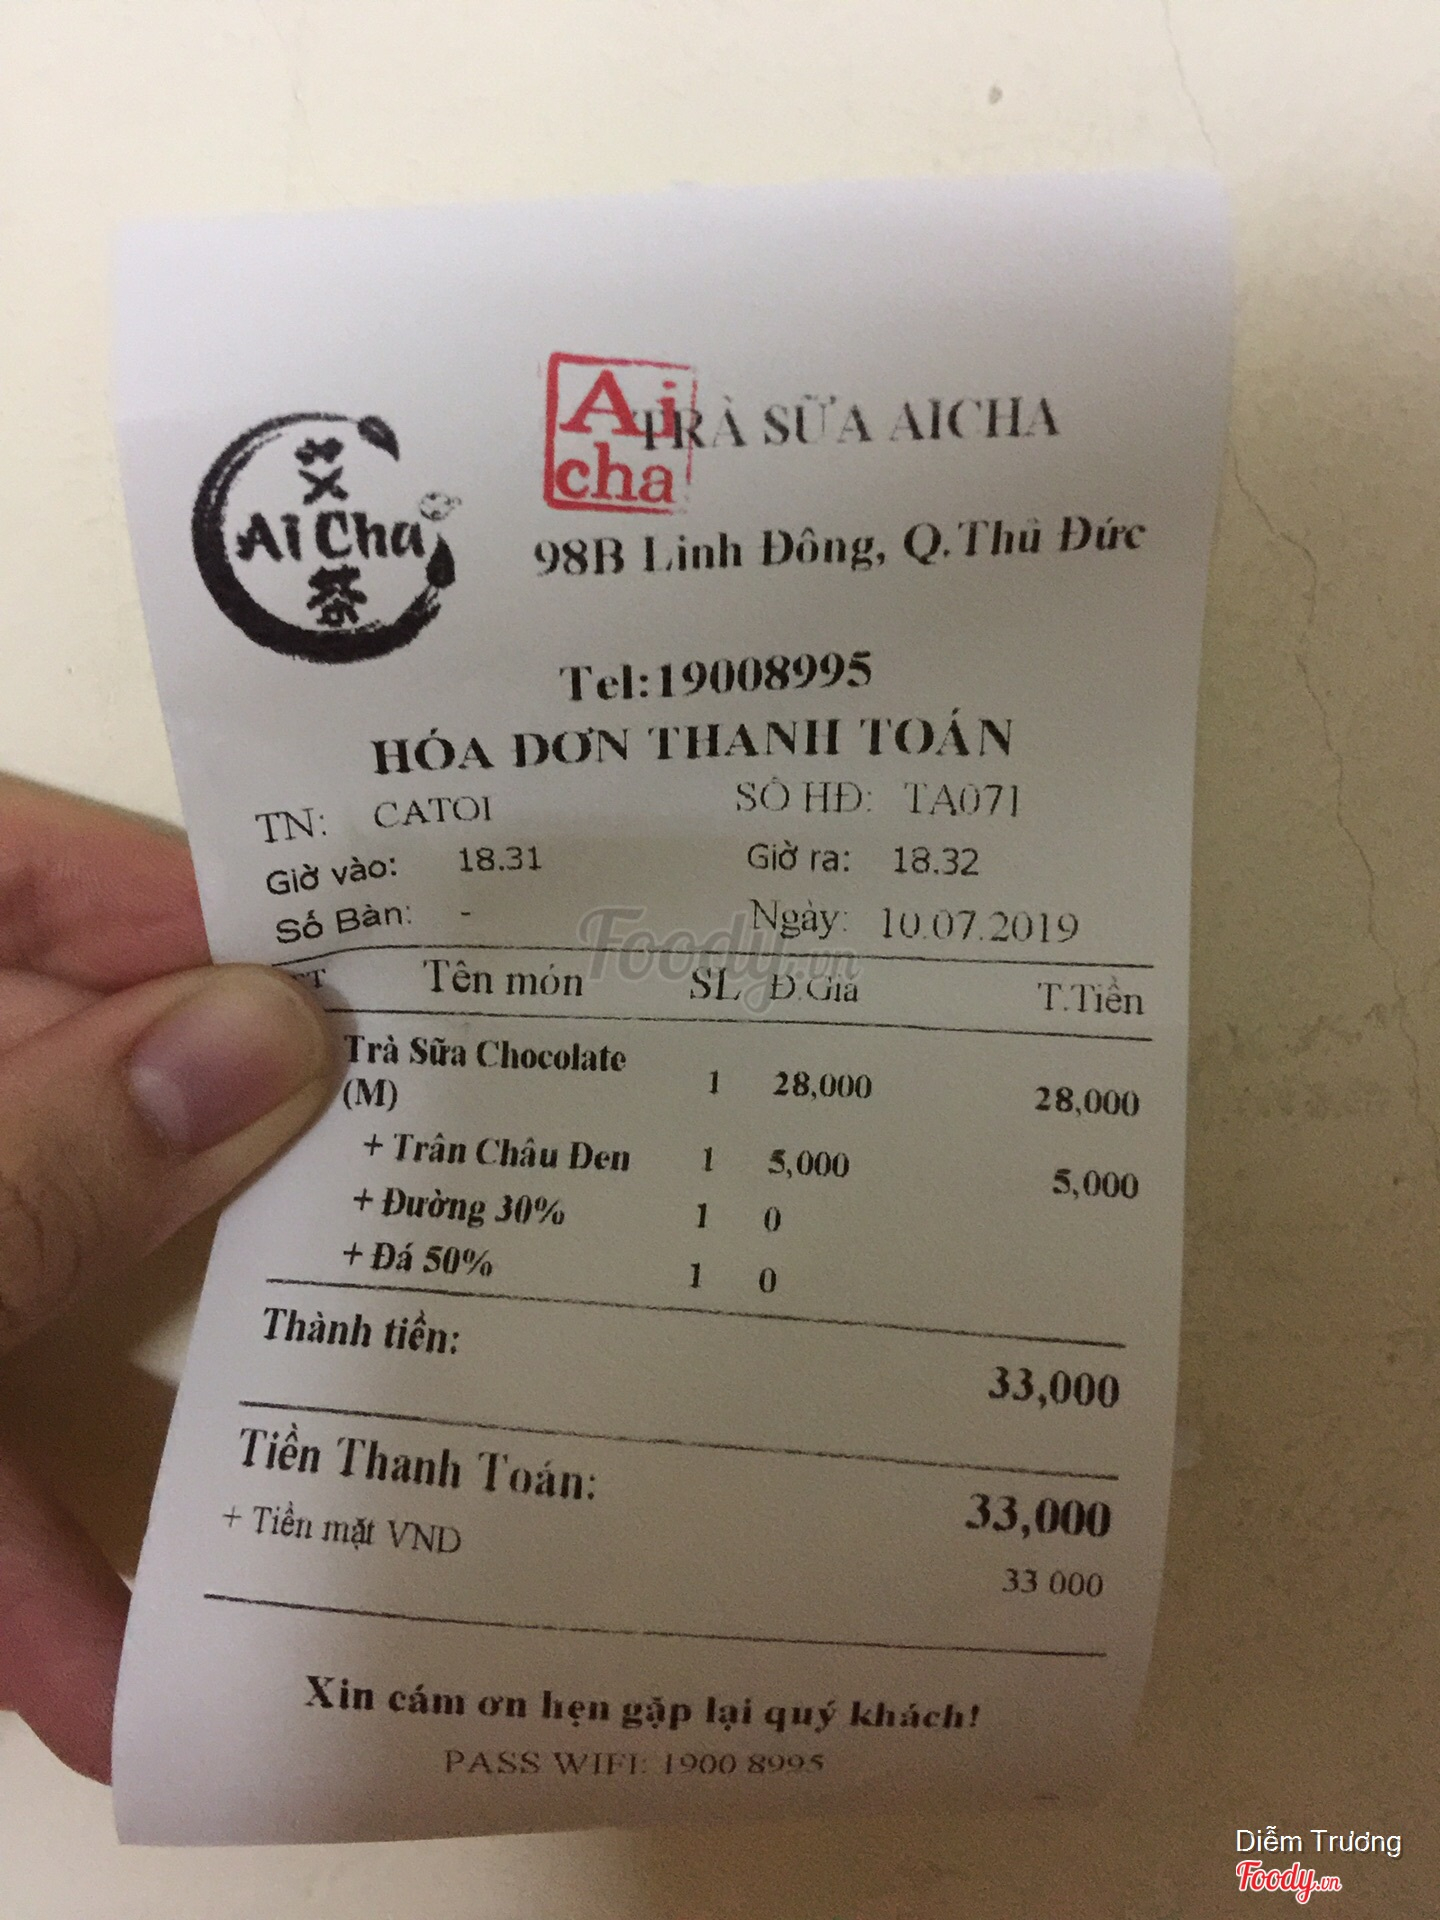 Ai
cha
TRÀ SỮA AICHA
艾
Ai Cha
茶
98B Linh Đông, Q.Thủ Đức
Tel:19008995
HÓA ĐƠN THANH TOÁN
TN: CATOI SỐ HĐ: TA071
Giờ vào: 18.31 Giờ ra: 18.32
Số Bàn: - Ngày: 10.07.2019
Foody.vn
Tên món SL Đ.Giá T.Tiền
Trà Sữa Chocolate
(M) 1 28,000 28,000
+ Trân Châu Đen 1 5,000 5,000
+ Đường 30% 1 0
+ Đá 50% 1 0
Thành tiền: 33,000
Tiền Thanh Toán: 33,000
+ Tiền mặt VND 33 000
Xin cám ơn hẹn gặp lại quý khách!
PASS WIFI: 1900 8995
Diễm Trương
Foody.vn